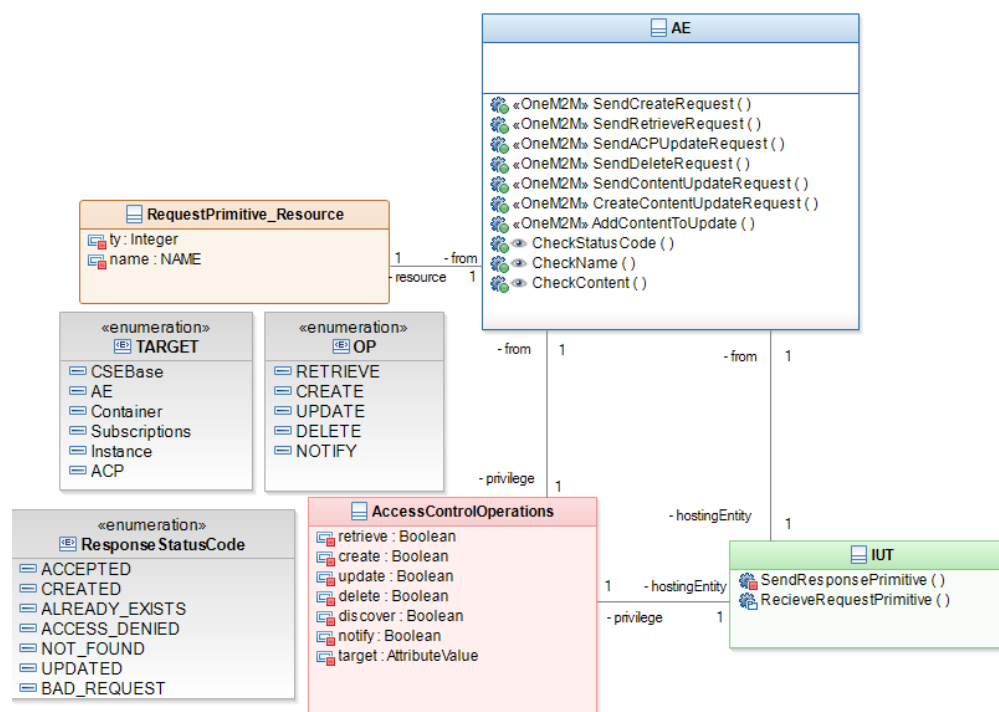 AE
«OneM2M» SendCreateRequest ( )
«OneM2M» SendRetrieveRequest ( )
«OneM2M» SendACPUpdateRequest ( )
«OneM2M» SendDeleteRequest ( )
«OneM2M» SendContentUpdateRequest ( )
«OneM2M» CreateContentUpdateRequest ( )
«OneM2M» AddContentToUpdate ( )
CheckStatusCode ( )
CheckName ( )
CheckContent ( )
RequestPrimitive_Resource
ty : Integer
name : NAME
1
- from
- resource
1
«enumeration»
TARGET
CSEBase
AE
Container
Subscriptions
Instance
ACP
«enumeration»
OP
RETRIEVE
CREATE
UPDATE
DELETE
NOTIFY
- from
1
- from
1
- privilege
1
- hostingEntity
1
«enumeration»
ResponseStatusCode
ACCEPTED
CREATED
ALREADY_EXISTS
ACCESS_DENIED
NOT_FOUND
UPDATED
BAD_REQUEST
AccessControlOperations
retrieve : Boolean
create : Boolean
update : Boolean
delete : Boolean
discover : Boolean
notify : Boolean
target : AttributeValue
1
- hostingEntity
- privilege
1
IUT
SendResponsePrimitive ( )
RecieveRequestPrimitive ( )